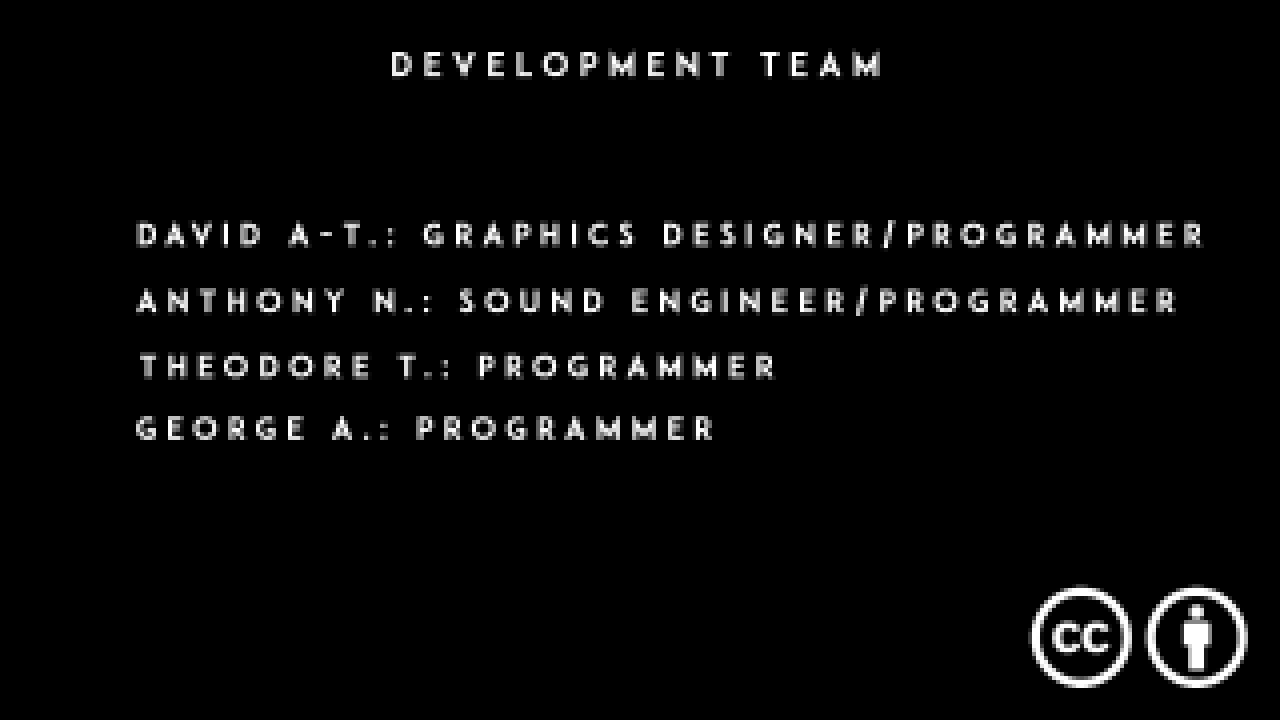 DEVELOPMENT TEAM
DAVID A-T.: GRAPHICS DESIGNER/PROGRAMMER
ANTHONY N.: SOUND ENGINEER/PROGRAMMER
THEODORE T.: PROGRAMMER
GEORGE A.: PROGRAMMER
CC